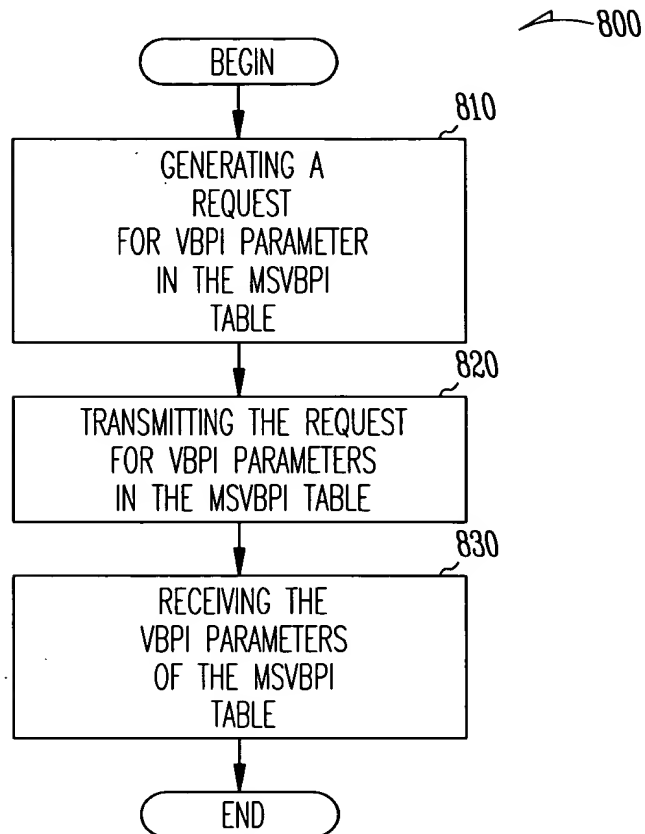 800
BEGIN
810
GENERATING A
REQUEST
FOR VBPI PARAMETER
IN THE MSVBPI
TABLE
820
TRANSMITTING THE REQUEST
FOR VBPI PARAMETERS
IN THE MSVBPI TABLE
830
RECEIVING THE
VBPI PARAMETERS
OF THE MSVBPI
TABLE
END